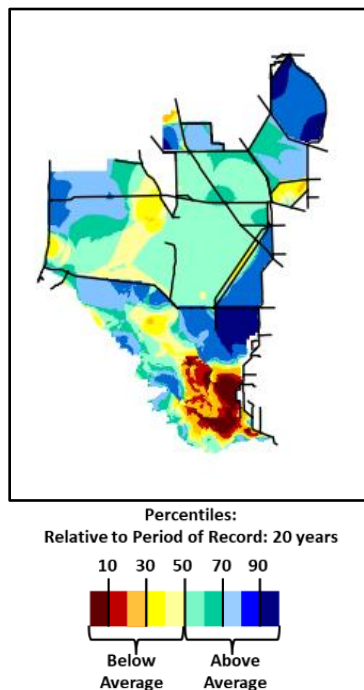 Percentiles:
Relative to Period of Record: 20 years
10 30 50 70 90
Below Above
Average Average